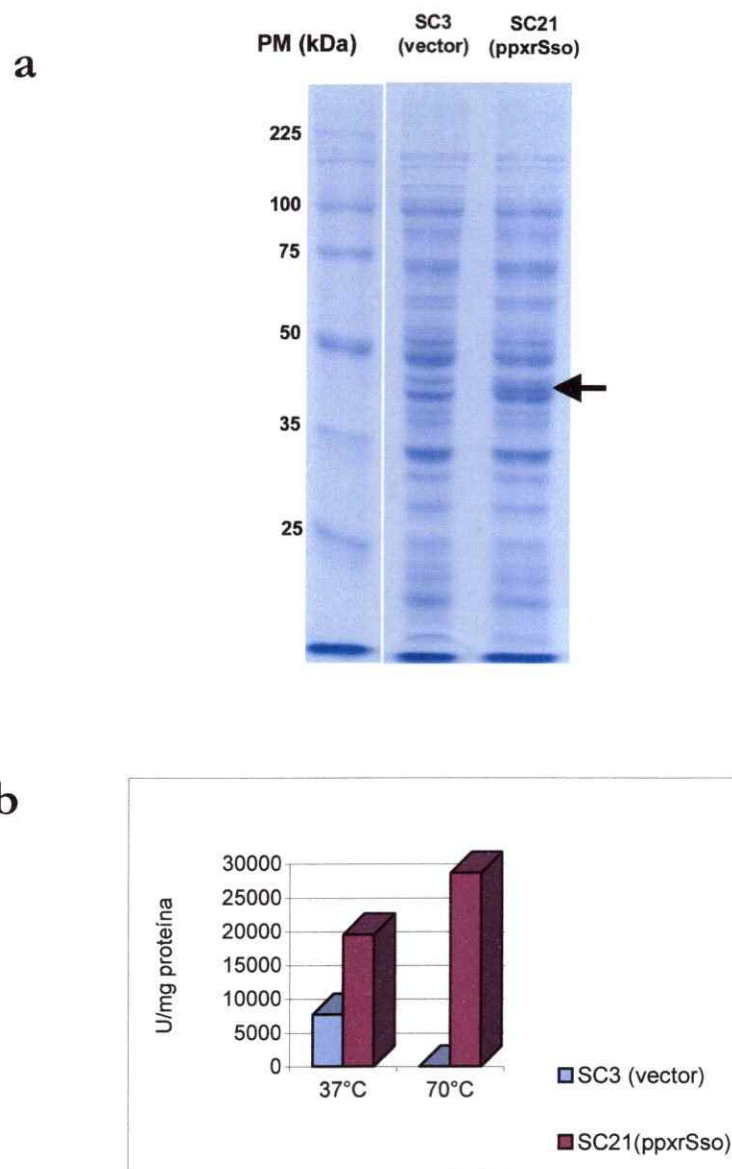 a
PM (kDa)
SC3
(vector)
SC21
(ppxrSso)
225
100
75
50
35
25
b
U/mg proteína
30000
25000
20000
15000
10000
5000
0
37°C
70°C
SC3 (vector)
SC21(ppxrSso)